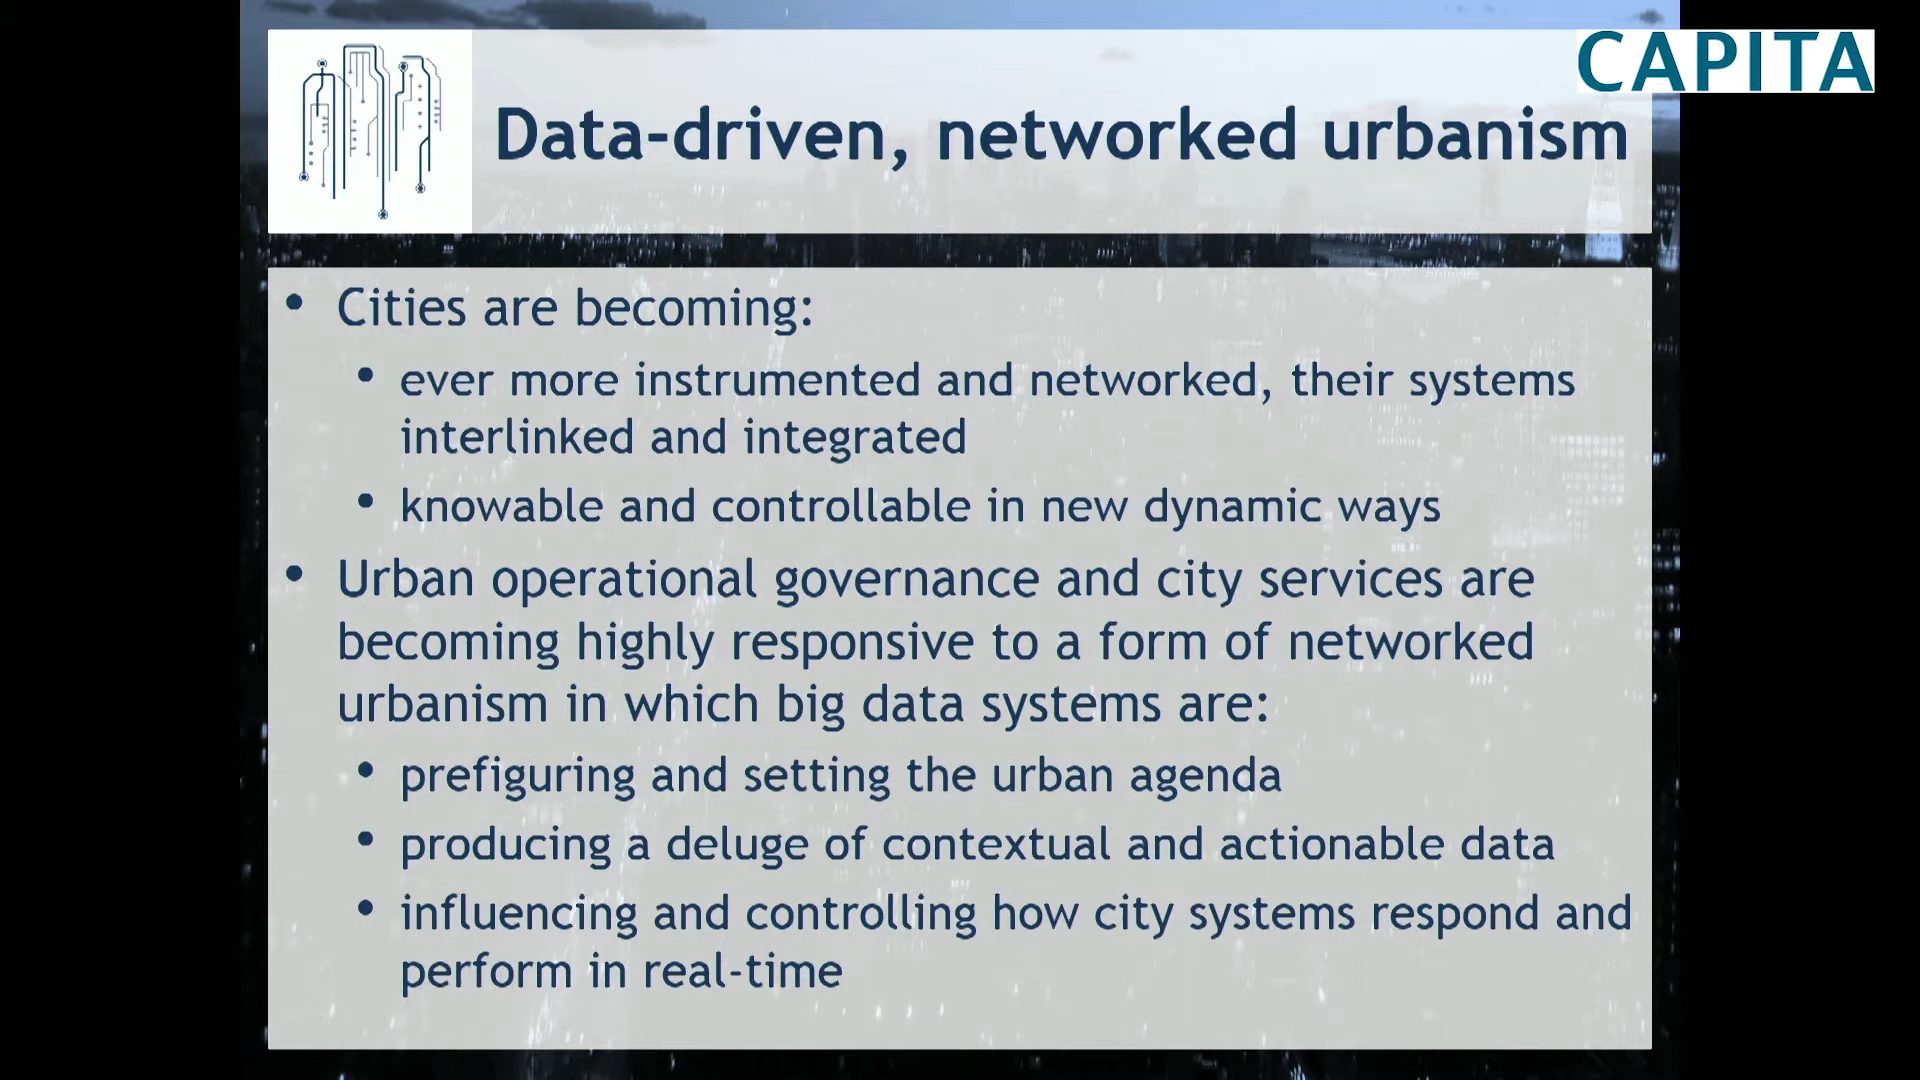 CAPITA
Data-driven, networked urbanism
• Cities are becoming:
• ever more instrumented and networked, their systems
interlinked and integrated
• knowable and controllable in new dynamic ways
• Urban operational governance and city services are
becoming highly responsive to a form of networked
urbanism in which big data systems are:
• prefiguring and setting the urban agenda
• producing a deluge of contextual and actionable data
• influencing and controlling how city systems respond and
perform in real-time